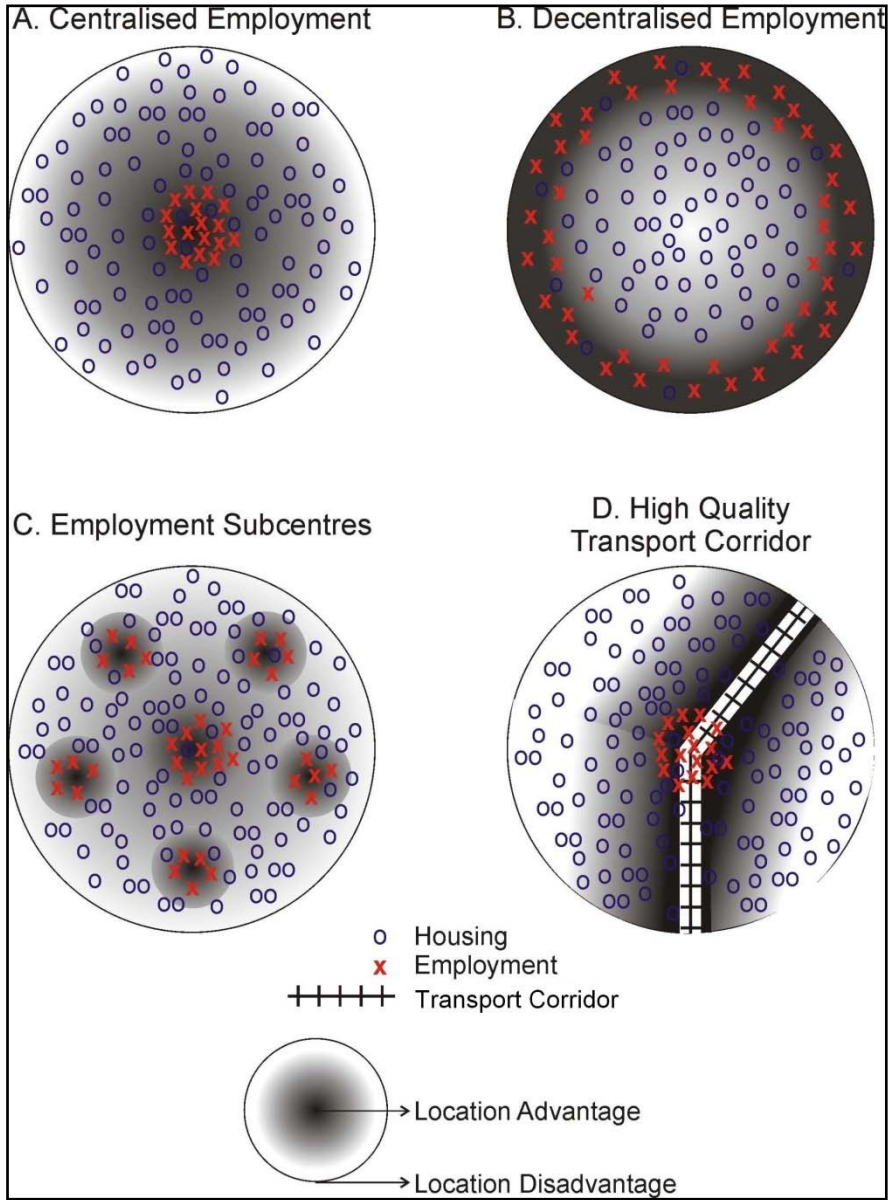 A. Centralised Employment
B. Decentralised Employment
C. Employment Subcentres
D. High Quality
Transport Corridor
o Housing
x Employment
Transport Corridor
Location Advantage
Location Disadvantage